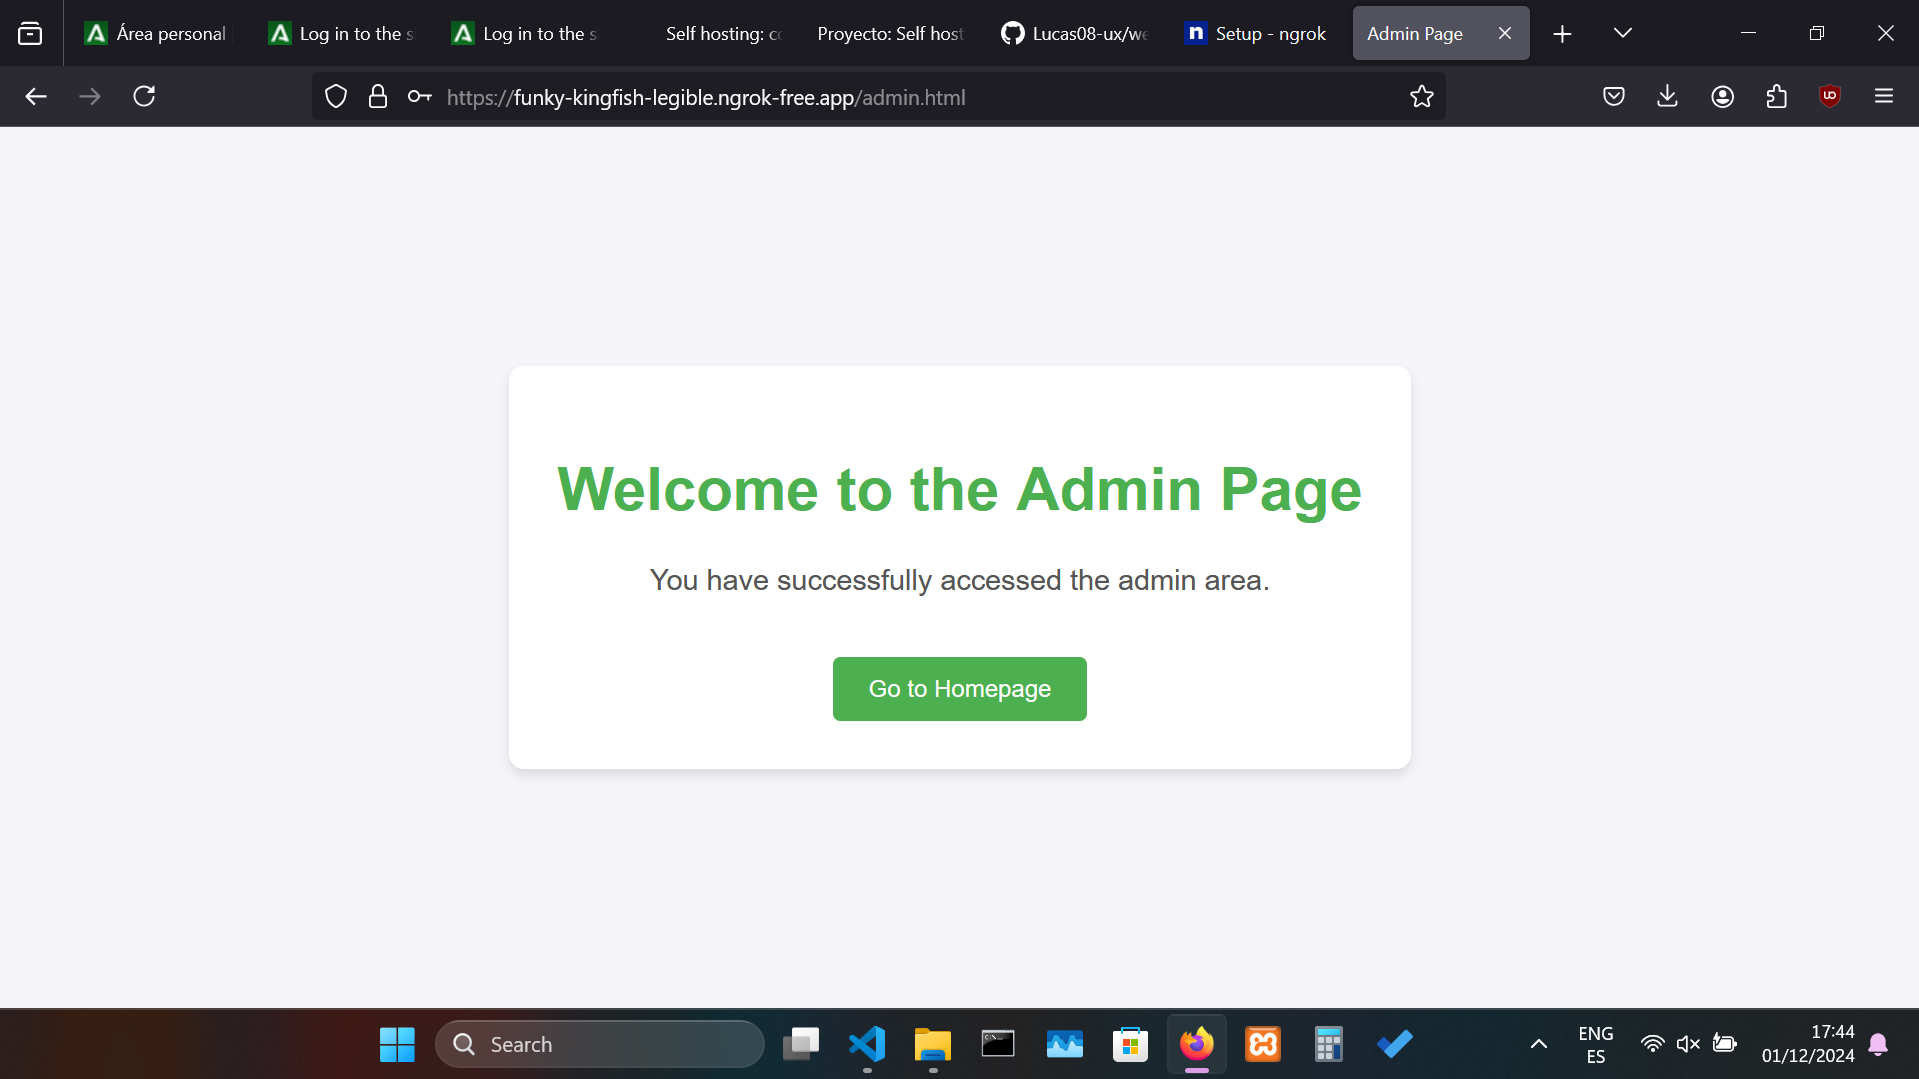 Área personal
Log in to the s
Log in to the s
Self hosting: co
Proyecto: Self host
Lucas08-ux/we
n
Setup - ngrok
Admin Page
https://funky-kingfish-legible.ngrok-free.app/admin.html
Welcome to the Admin Page
You have successfully accessed the admin area.
Go to Homepage
Search
ENG
ES
17:44
01/12/2024